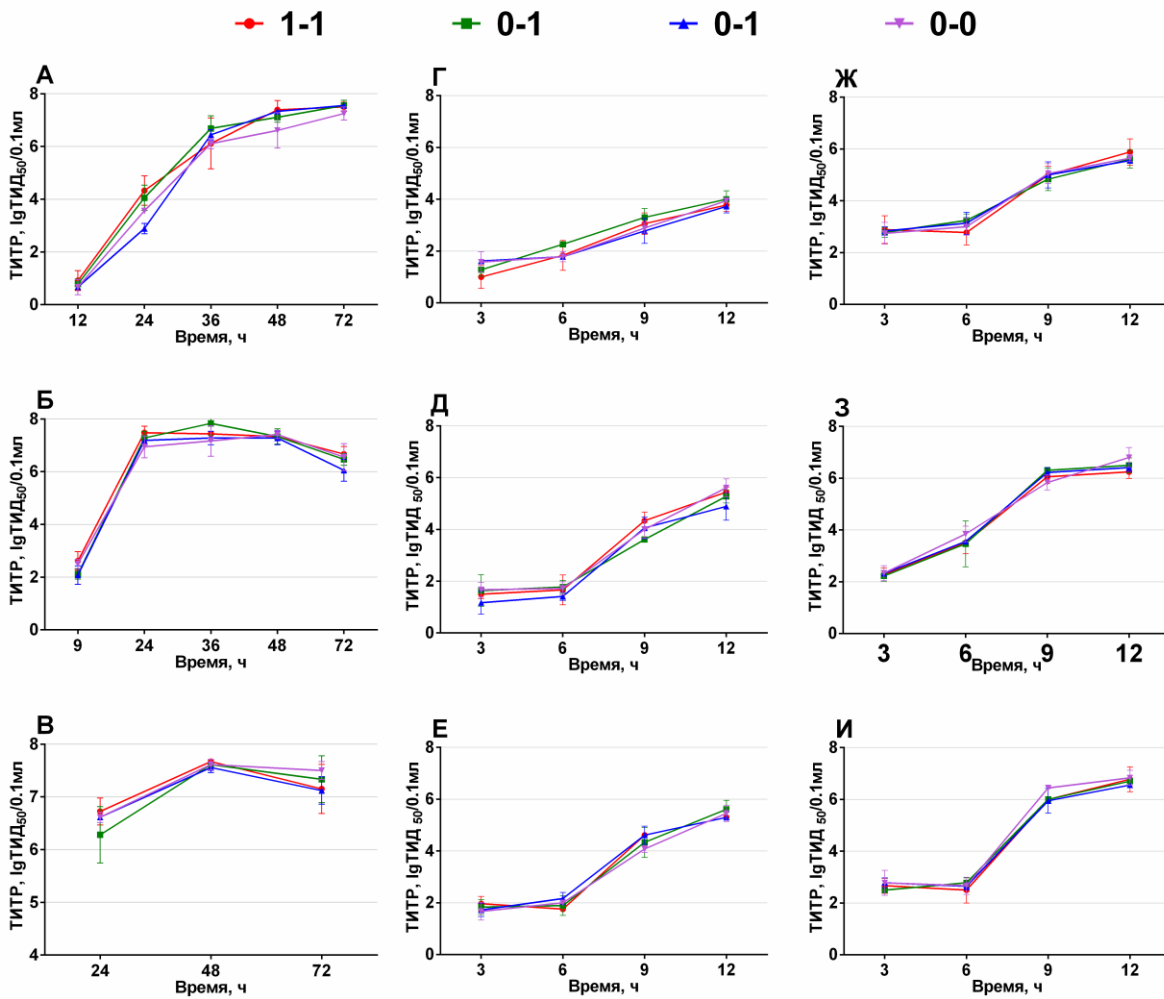 1-1 0-1 0-1 0-0
А
ТИТР, lgТИД50/0.1мл
8
6
4
2
0
12 24 36 48 72
Время, ч
Г
ТИТР, lgТИД50/0.1мл
8
6
4
2
0
3 6 9 12
Время, ч
Ж
ТИТР, lgТИД50/0.1мл
8
6
4
2
0
3 6 9 12
Время, ч
Б
ТИТР, lgТИД50/0.1мл
8
6
4
2
0
9 24 36 48 72
Время, ч
Д
ТИТР, lgТИД 50/0.1мл
8
6
4
2
0
3 6 9 12
Время, ч
З
ТИТР, lgТИД 50/0.1мл
8
6
4
2
0
3 6 9 12
Время, ч
В
ТИТР, lgТИД50/0.1мл
8
7
6
5
4
24 48 72
Время, ч
Е
ТИТР, lgТИД 50/0.1мл
8
6
4
2
0
3 6 9 12
Время, ч
И
ТИТР, lgТИД 50/0.1мл
8
6
4
2
0
3 6 9 12
Время, ч